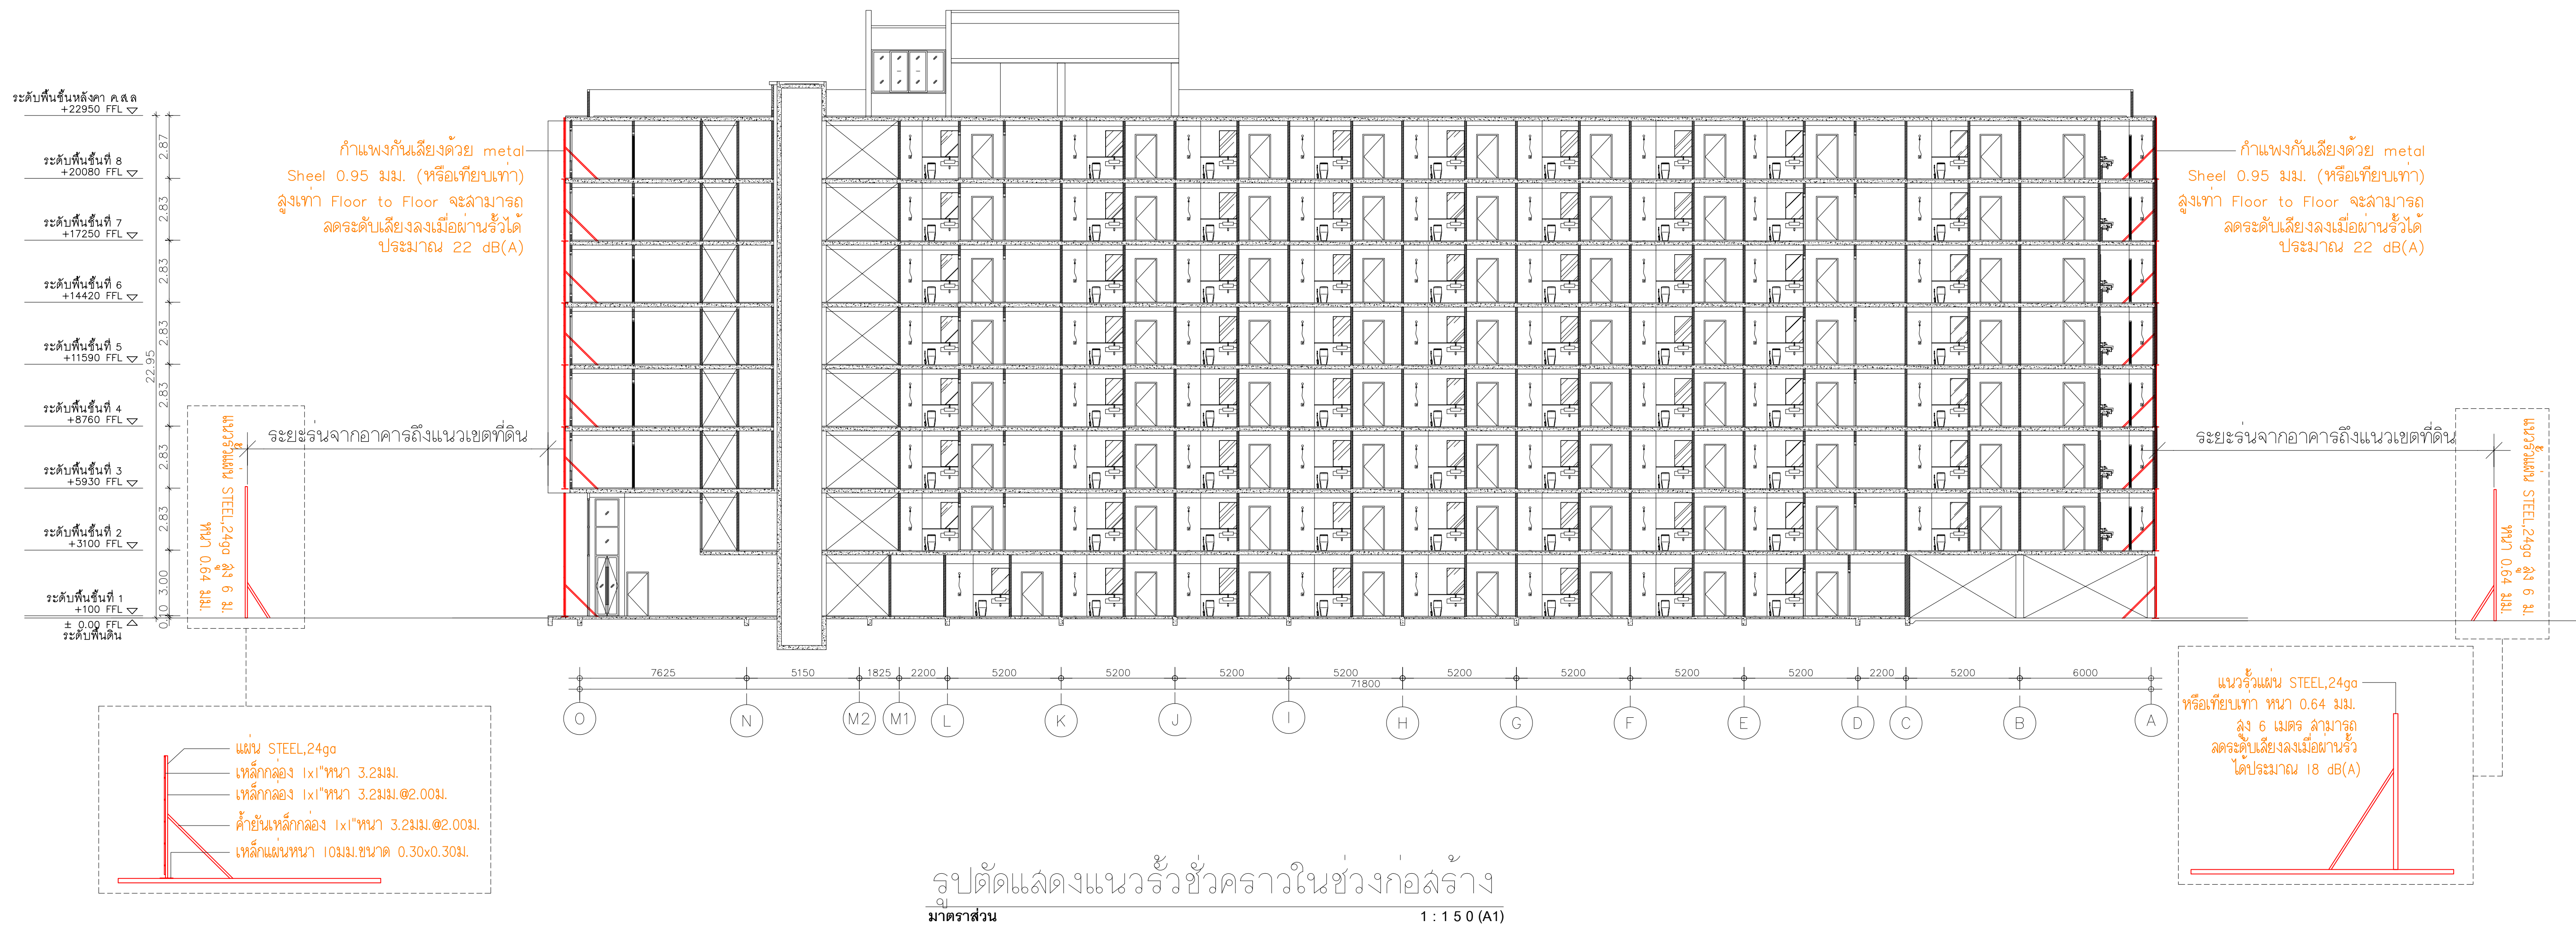 ระดับพื้นชั้นหลังคา ค.ส.ล
+22950 FFL
ระดับพื้นชั้นที่ 8
+20080 FFL
ระดับพื้นชั้นที่ 7
+17250 FFL
ระดับพื้นชั้นที่ 6
+14420 FFL
ระดับพื้นชั้นที่ 5
+11590 FFL
ระดับพื้นชั้นที่ 4
+8760 FFL
ระดับพื้นชั้นที่ 3
+5930 FFL
ระดับพื้นชั้นที่ 2
+3100 FFL
ระดับพื้นชั้นที่ 1
+100 FFL
± 0.00 FFL
ระดับพื้นดิน
2.87
2.83
2.83
2.83
2.83
2.83
2.83
3.00
0.10
22.95
กำแพงกันเสียงด้วย metal
Sheel 0.95 มม. (หรือเทียบเท่า)
สูงเท่า Floor to Floor จะสามารถ
ลดระดับเสียงลงเมื่อผ่านรั้วได้
ประมาณ 22 dB(A)
กำแพงกันเสียงด้วย metal
Sheel 0.95 มม. (หรือเทียบเท่า)
สูงเท่า Floor to Floor จะสามารถ
ลดระดับเสียงลงเมื่อผ่านรั้วได้
ประมาณ 22 dB(A)
แนวรั้วแผ่น STEEL,24ga สูง 6 ม.
หนา 0.64 มม.
ระยะร่นจากอาคารถึงแนวเขตที่ดิน
ระยะร่นจากอาคารถึงแนวเขตที่ดิน
แนวรั้วแผ่น STEEL,24ga สูง 6 ม.
หนา 0.64 มม.
7625 5150 1825 2200 5200 5200 5200 5200 5200 5200 5200 5200 2200 5200 6000
71800
O N M2 M1 L K J I H G F E D C B A
แผ่น STEEL,24ga
เหล็กกล่อง 1x1"หนา 3.2มม.
เหล็กกล่อง 1x1"หนา 3.2มม.@2.00ม.
ค้ำยันเหล็กกล่อง 1x1"หนา 3.2มม.@2.00ม.
เหล็กแผ่นหนา 10มม.ขนาด 0.30x0.30ม.
แนวรั้วแผ่น STEEL,24ga
หรือเทียบเท่า หนา 0.64 มม.
สูง 6 เมตร สามารถ
ลดระดับเสียงลงเมื่อผ่านรั้ว
ได้ประมาณ 18 dB(A)
รูปตัดแสดงแนวรั้วชั่วคราวในช่วงก่อสร้าง
มาตราส่วน 1 : 1 5 0 (A1)